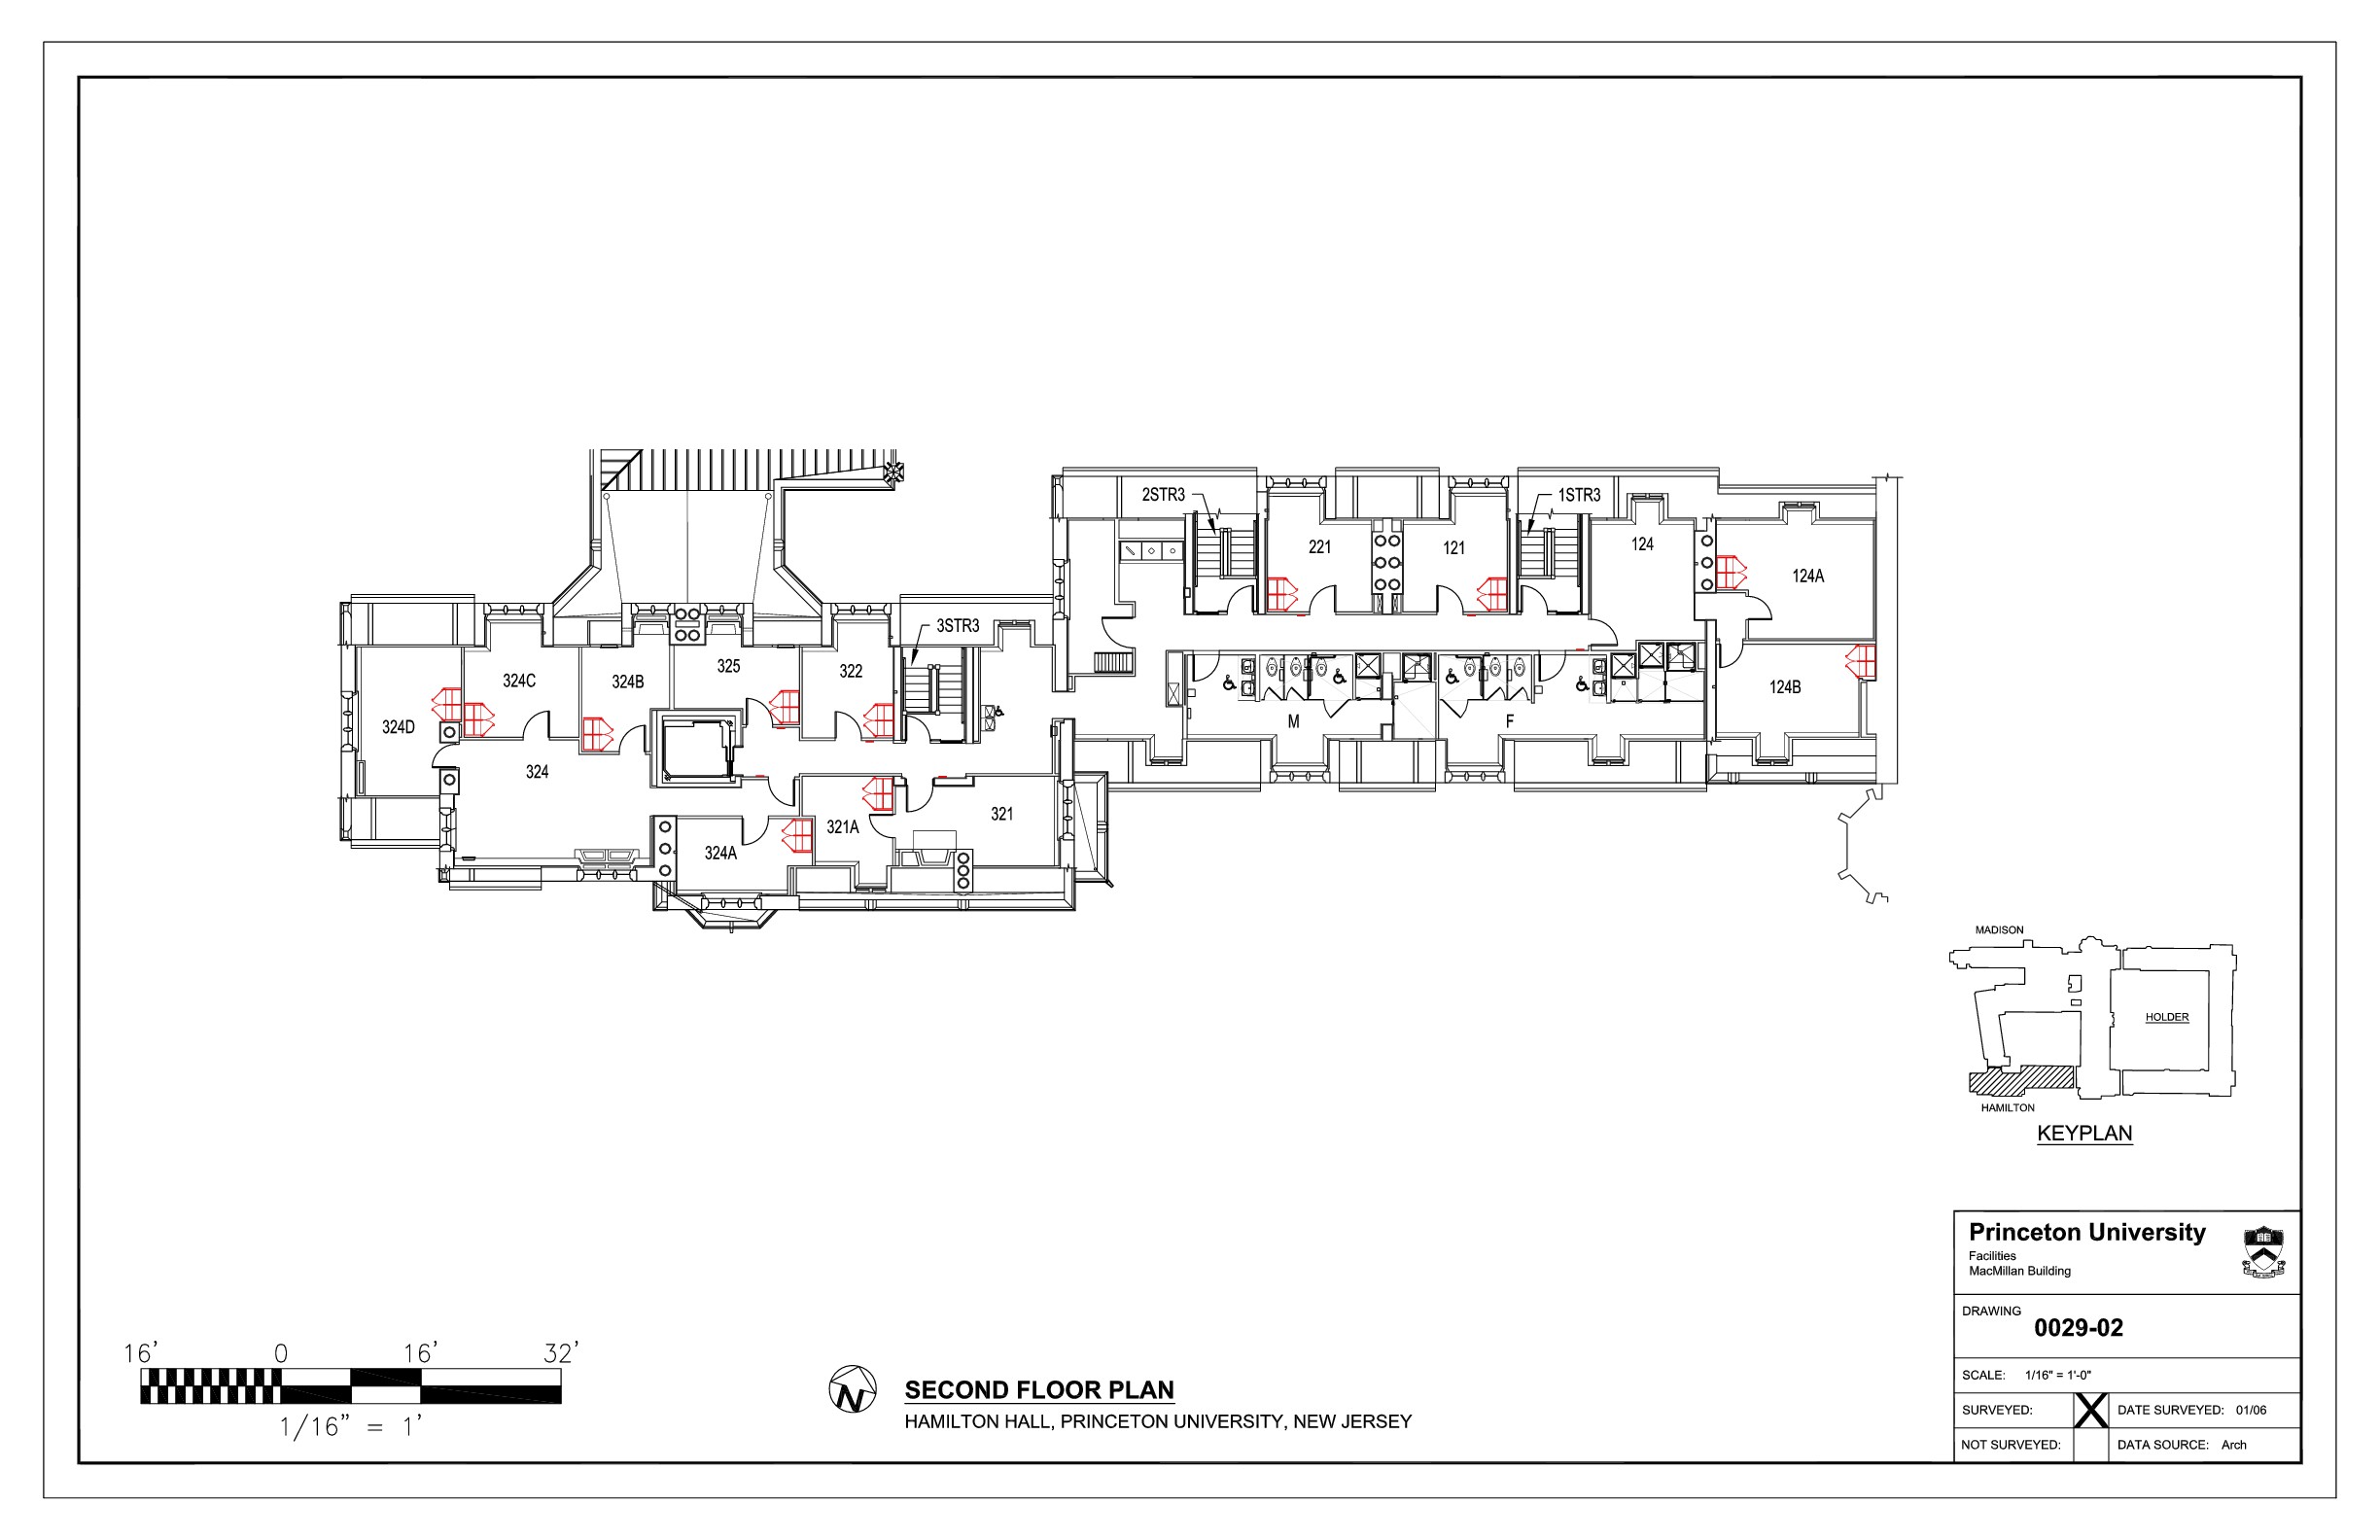 2STR3
1STR3
221
121
124
124A
3STR3
325
322
324C
324B
324D
124B
M
F
324
321A
321
324A
MADISON
HOLDER
HAMILTON
KEYPLAN
Princeton University
Facilities
MacMillan Building
DRAWING
0029-02
SCALE: 1/16" = 1'-0"
SURVEYED: X DATE SURVEYED: 01/06
NOT SURVEYED: DATA SOURCE: Arch
16' 0 16' 32'
1/16" = 1'
N
SECOND FLOOR PLAN
HAMILTON HALL, PRINCETON UNIVERSITY, NEW JERSEY